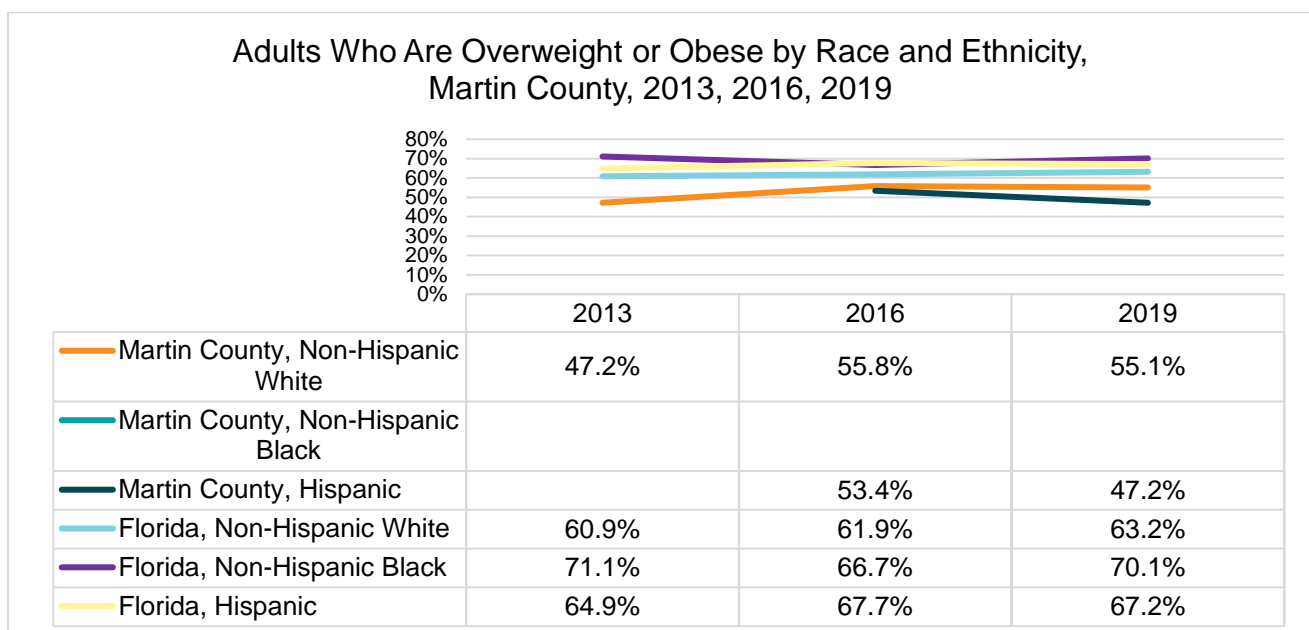 Adults Who Are Overweight or Obese by Race and Ethnicity,
Martin County, 2013, 2016, 2019
80%
70%
60%
50%
40%
30%
20%
10%
0%
2013 2016 2019
Martin County, Non-Hispanic
White 47.2% 55.8% 55.1%
Martin County, Non-Hispanic
Black
Martin County, Hispanic 53.4% 47.2%
Florida, Non-Hispanic White 60.9% 61.9% 63.2%
Florida, Non-Hispanic Black 71.1% 66.7% 70.1%
Florida, Hispanic 64.9% 67.7% 67.2%